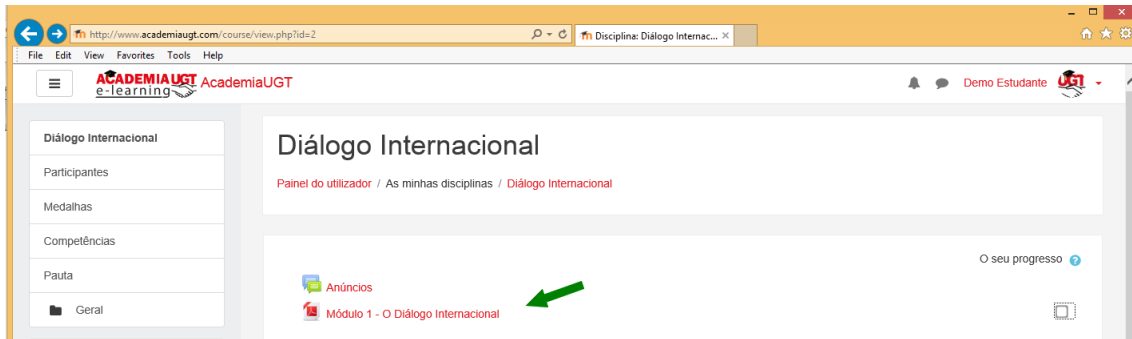 http://www.academiaugt.com/course/view.php?id=2
Disciplina: Diálogo Internac...
File Edit View Favorites Tools Help
ACADEMIAUGT
e-learning
AcademiaUGT
Demo Estudante
UGT
Diálogo Internacional
Participantes
Medalhas
Competências
Pauta
Geral
Diálogo Internacional
Painel do utilizador / As minhas disciplinas / Diálogo Internacional
O seu progresso
Anúncios
Módulo 1 - O Diálogo Internacional